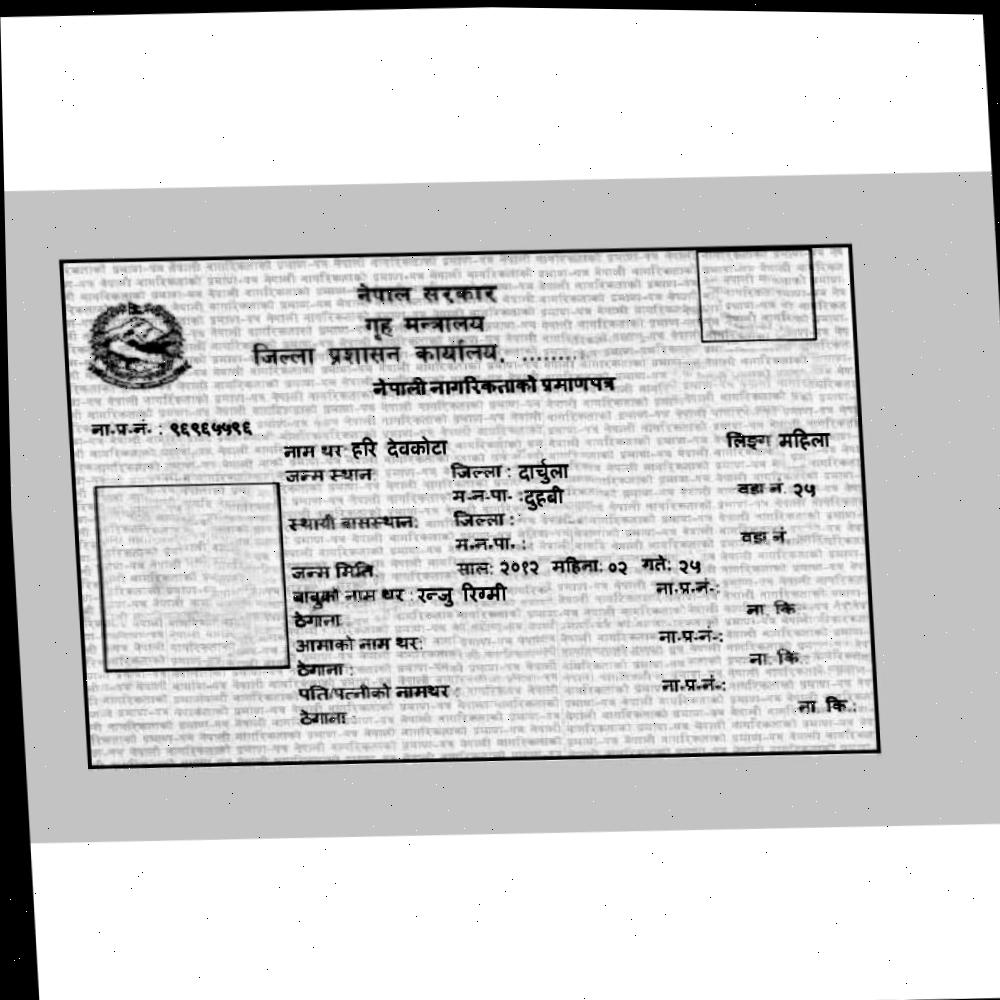 नेपाल सरकार
गृह मन्त्रालय
जिल्ला प्रशासन कार्यालय, ........
नेपाली नागरिकताको प्रमाणपत्र
ना.प्र.नं. : ९६९६५५९६
नाम थर : हरि देवकोटा लिङ्ग महिला
जन्म स्थान जिल्ला : दार्चुला
म.न.पा. : दुहबी वडा नं. २५
स्थायी बासस्थान: जिल्ला :
म.न.पा. : वडा नं.
जन्म मिति साल: २०१२ महिना: ०२ गते: २५
बाबुको नाम थर : रन्जु रिग्मी ना.प्र.नं.:
ठेगाना ना. कि.
आमाको नाम थर: ना.प्र.नं.:
ठेगाना : ना. कि.
पति/पत्नीको नामथर : ना.प्र.नं.:
ठेगाना : ना. कि.: